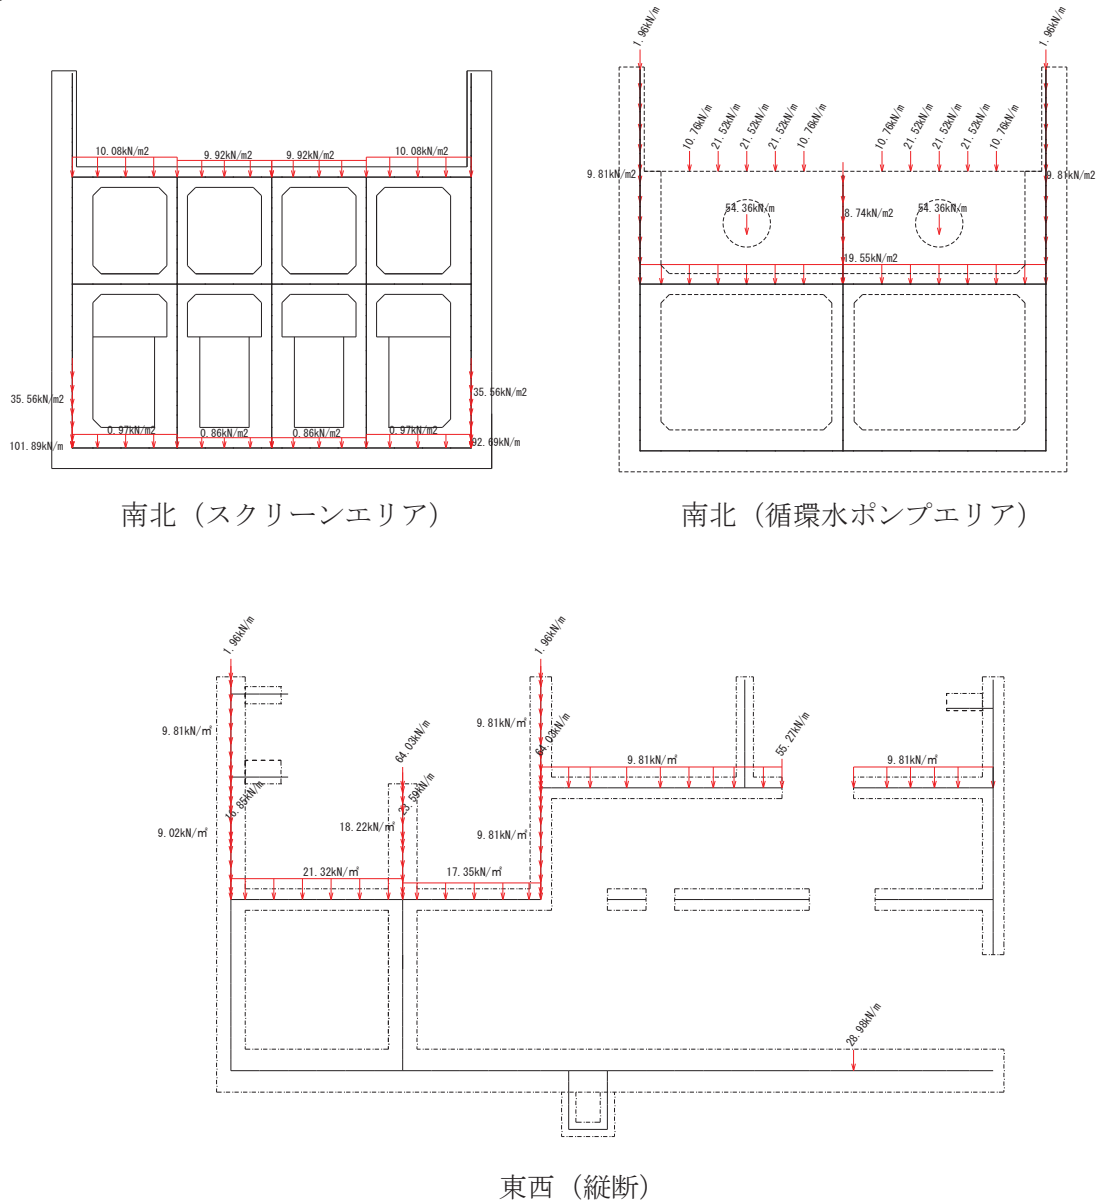 10.08kN/m2
9.92kN/m2
9.92kN/m2
10.08kN/m2
35.56kN/m2
35.56kN/m2
0.97kN/m2
0.86kN/m2
0.86kN/m2
0.97kN/m2
101.89kN/m
92.69kN/m
南北（スクリーンエリア）
1.96kN/m
1.96kN/m
10.76kN/m
21.52kN/m
21.52kN/m
21.52kN/m
10.76kN/m
10.76kN/m
21.52kN/m
21.52kN/m
21.52kN/m
10.76kN/m
9.81kN/m2
9.81kN/m2
54.36kN/m
8.74kN/m2
54.36kN/m
19.55kN/m2
南北（循環水ポンプエリア）
1.96kN/m
1.96kN/m
9.81kN/㎡
9.81kN/㎡
64.03kN/m
64.03kN/m
9.81kN/㎡
55.27kN/m
9.81kN/㎡
9.02kN/㎡
18.22kN/㎡
23.59kN/m
9.81kN/㎡
21.32kN/㎡
17.35kN/㎡
28.98kN/m
東西（縦断）